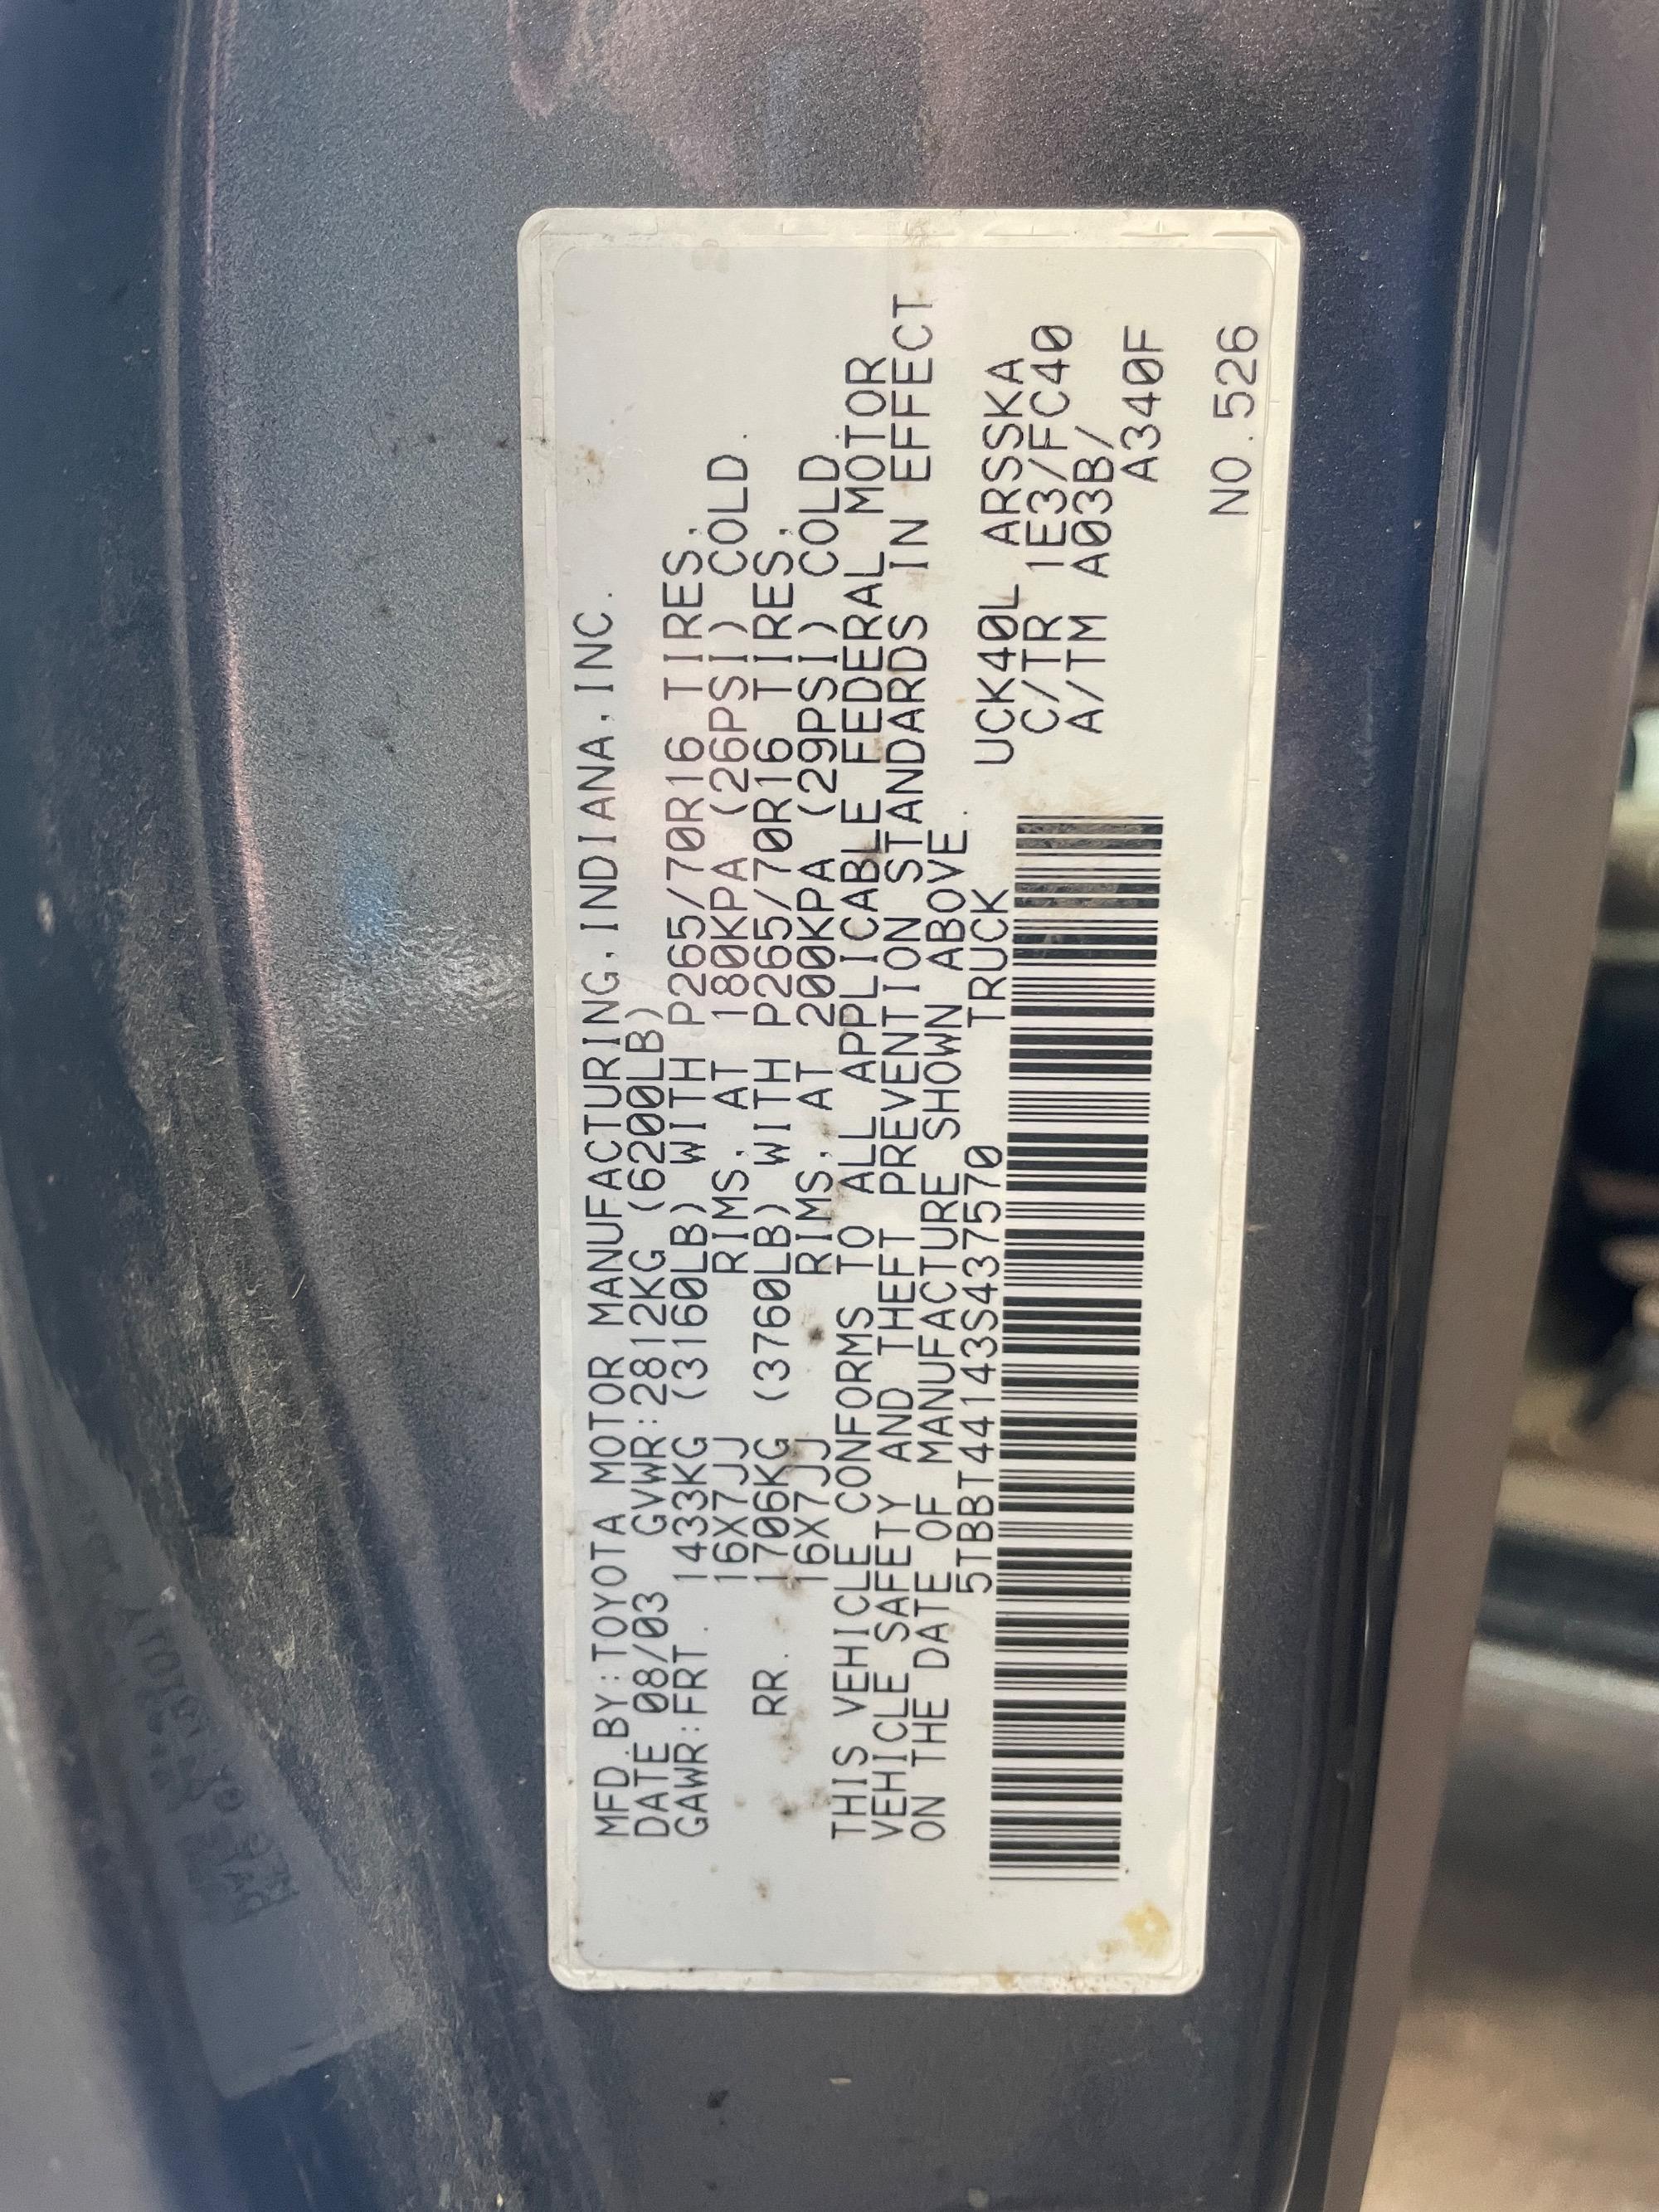 MFD.BY:TOYOTA MOTOR MANUFACTURING,INDIANA,INC.
DATE 08/03 GVWR:2812KG (6200LB)
GAWR:FRT. 1433KG (3160LB) WITH P265/70R16 TIRES,
16X7JJ RIMS, AT 180KPA (26PSI) COLD.
RR. 1706KG (3760LB) WITH P265/70R16 TIRES,
16X7JJ RIMS, AT 200KPA (29PSI) COLD
THIS VEHICLE CONFORMS TO ALL APPLICABLE FEDERAL MOTOR
VEHICLE SAFETY AND THEFT PREVENTION STANDARDS IN EFFECT
ON THE DATE OF MANUFACTURE SHOWN ABOVE.
5TBBT44143S437570 TRUCK
UCK40L ARSSKA
C/TR 1E3/FC40
A/TM A03B/
A340F
NO.526